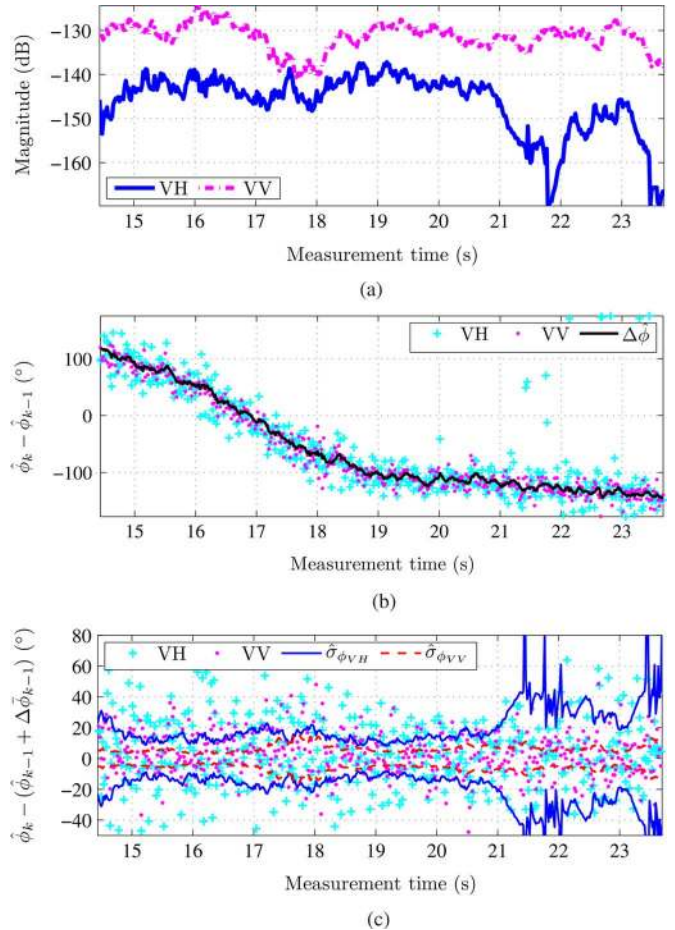 −130
−140
−150
−160
Magnitude (dB)
VH VV
15 16 17 18 19 20 21 22 23
Measurement time (s)
(a)
VH VV Δφ̂
100
0
−100
φ̂ₖ − φ̂ₖ₋₁ (°)
15 16 17 18 19 20 21 22 23
Measurement time (s)
(b)
80
60
40
20
0
−20
−40
VH VV σ̂_φVH σ̂_φVV
φ̂ₖ − (φ̂ₖ₋₁ + Δφ̄ₖ₋₁) (°)
15 16 17 18 19 20 21 22 23
Measurement time (s)
(c)